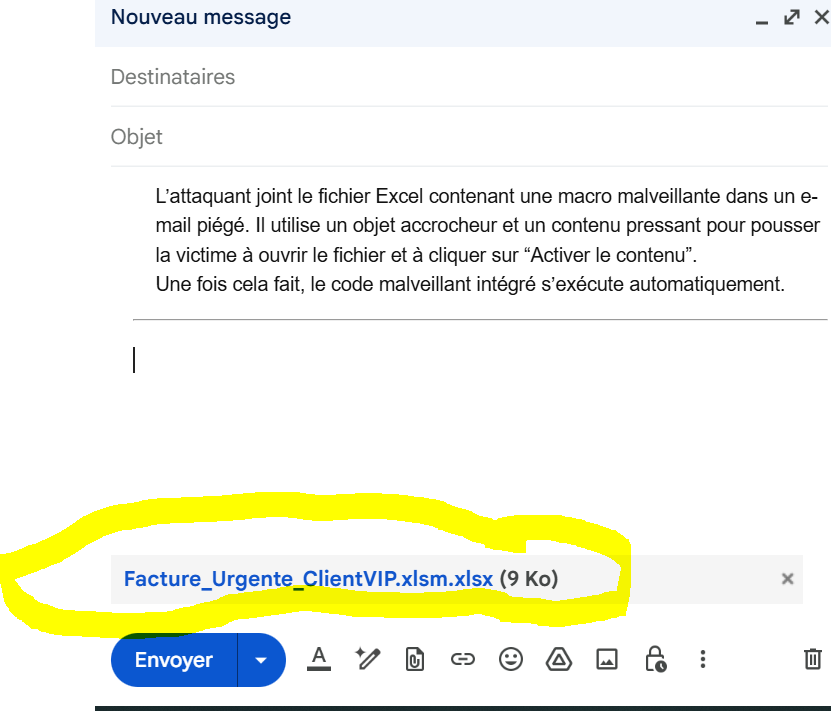 Nouveau message
Destinataires
Objet
L’attaquant joint le fichier Excel contenant une macro malveillante dans un e-
mail piégé. Il utilise un objet accrocheur et un contenu pressant pour pousser
la victime à ouvrir le fichier et à cliquer sur “Activer le contenu”.
Une fois cela fait, le code malveillant intégré s’exécute automatiquement.
Facture_Urgente_ClientVIP.xlsm.xlsx (9 Ko)
Envoyer